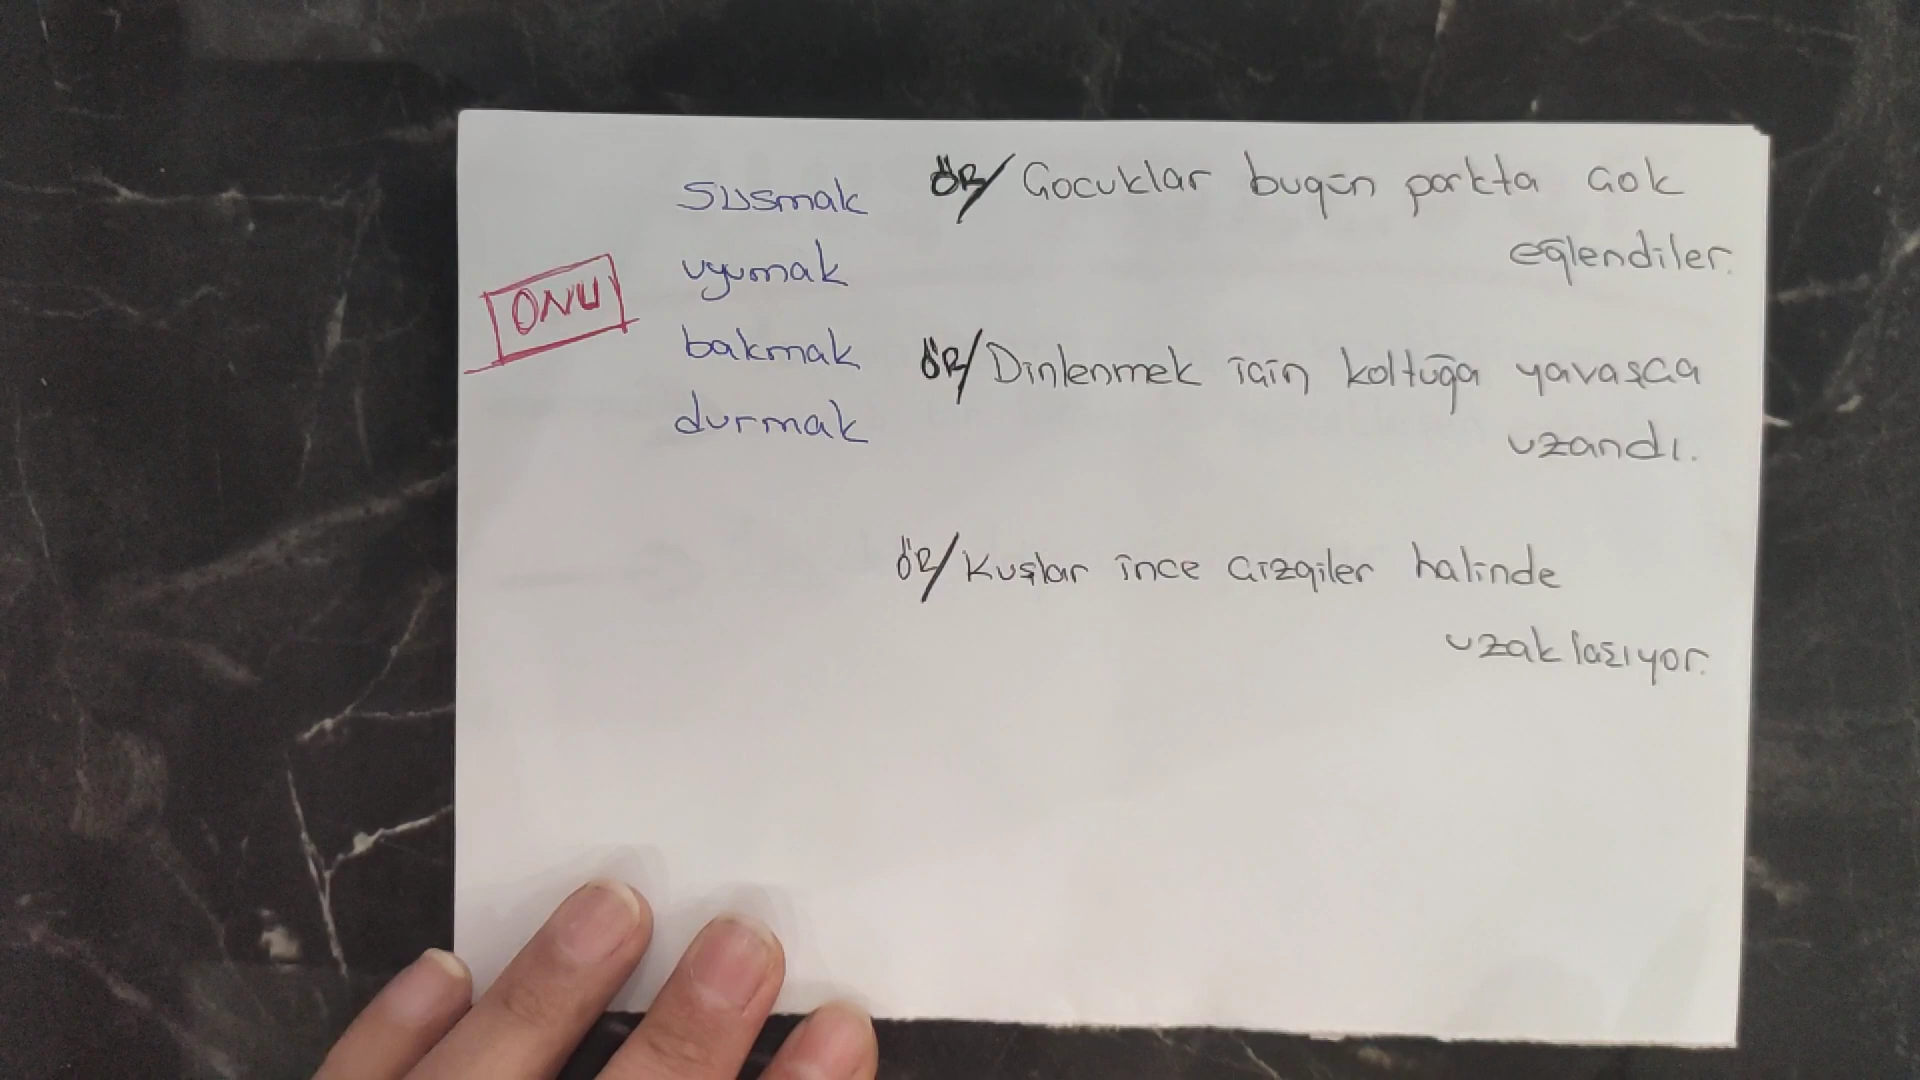 ONU
susmak
uyumak
bakmak
durmak
ÖR/ Çocuklar bugün parkta çok
eğlendiler.
ÖR/ Dinlenmek için koltuğa yavaşça
uzandı.
ÖR/ Kuşlar ince çizgiler halinde
uzaklaşıyor.